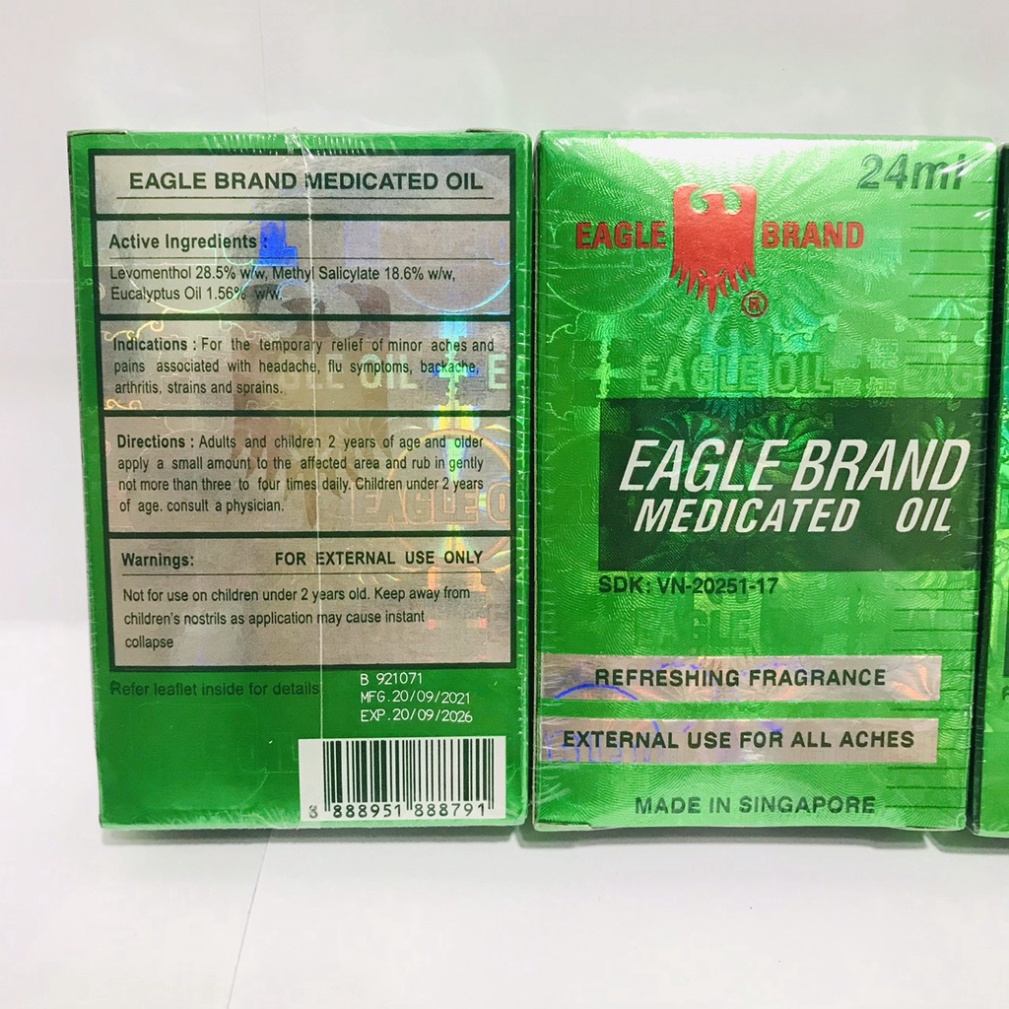 EAGLE BRAND MEDICATED OIL
Active Ingredients :
Levomenthol 28.5% w/w, Methyl Salicylate 18.6% w/w,
Eucalyptus Oil 1.56% w/w.
Indications : For the temporary relief of minor aches and
pains associated with headache, flu symptoms, backache,
arthritis, strains and sprains.
Directions : Adults and children 2 years of age and older
apply a small amount to the affected area and rub in gently
not more than three to four times daily. Children under 2 years
of age. consult a physician.
Warnings: FOR EXTERNAL USE ONLY
Not for use on children under 2 years old. Keep away from
children's nostrils as application may cause instant
collapse
Refer leaflet inside for details
B 921071
MFG. 20/09/2021
EXP. 20/09/2026
8 888951 888791
24ml
EAGLE BRAND
®
EAGLE OIL
EAGLE BRAND
MEDICATED OIL
SDK: VN-20251-17
REFRESHING FRAGRANCE
EXTERNAL USE FOR ALL ACHES
MADE IN SINGAPORE